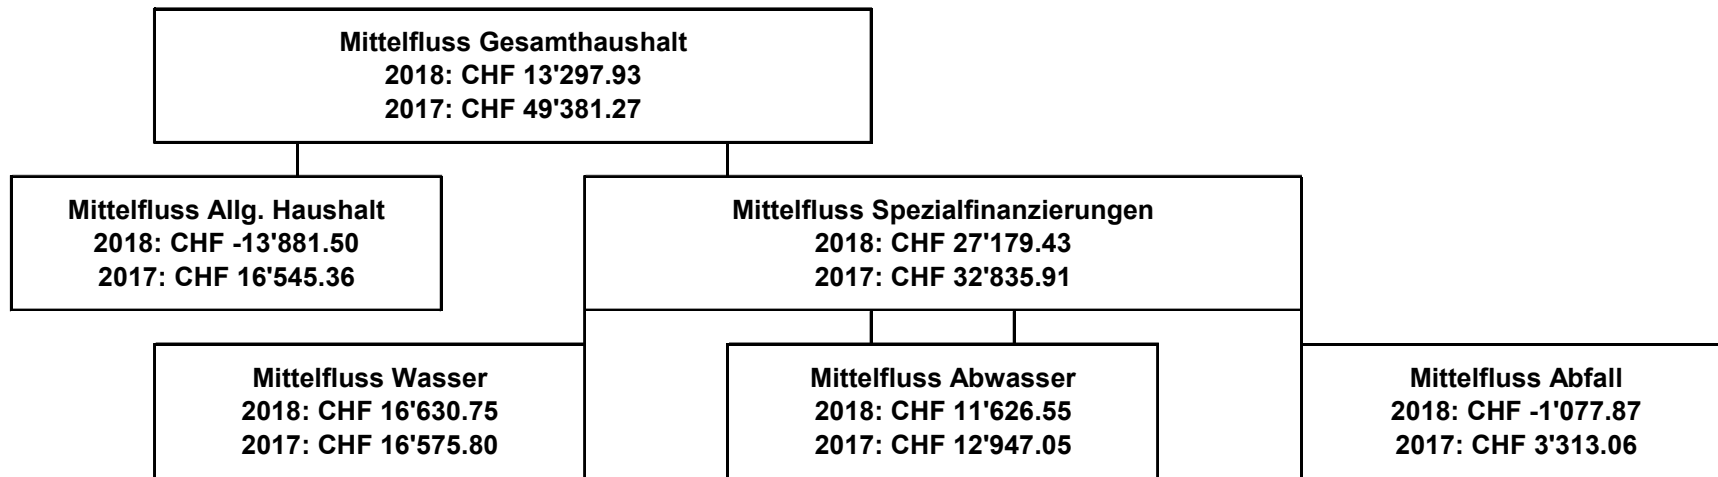 Mittelfluss Gesamthaushalt
2018: CHF 13'297.93
2017: CHF 49'381.27
Mittelfluss Allg. Haushalt
2018: CHF -13'881.50
2017: CHF 16'545.36
Mittelfluss Spezialfinanzierungen
2018: CHF 27'179.43
2017: CHF 32'835.91
Mittelfluss Wasser
2018: CHF 16'630.75
2017: CHF 16'575.80
Mittelfluss Abwasser
2018: CHF 11'626.55
2017: CHF 12'947.05
Mittelfluss Abfall
2018: CHF -1'077.87
2017: CHF 3'313.06